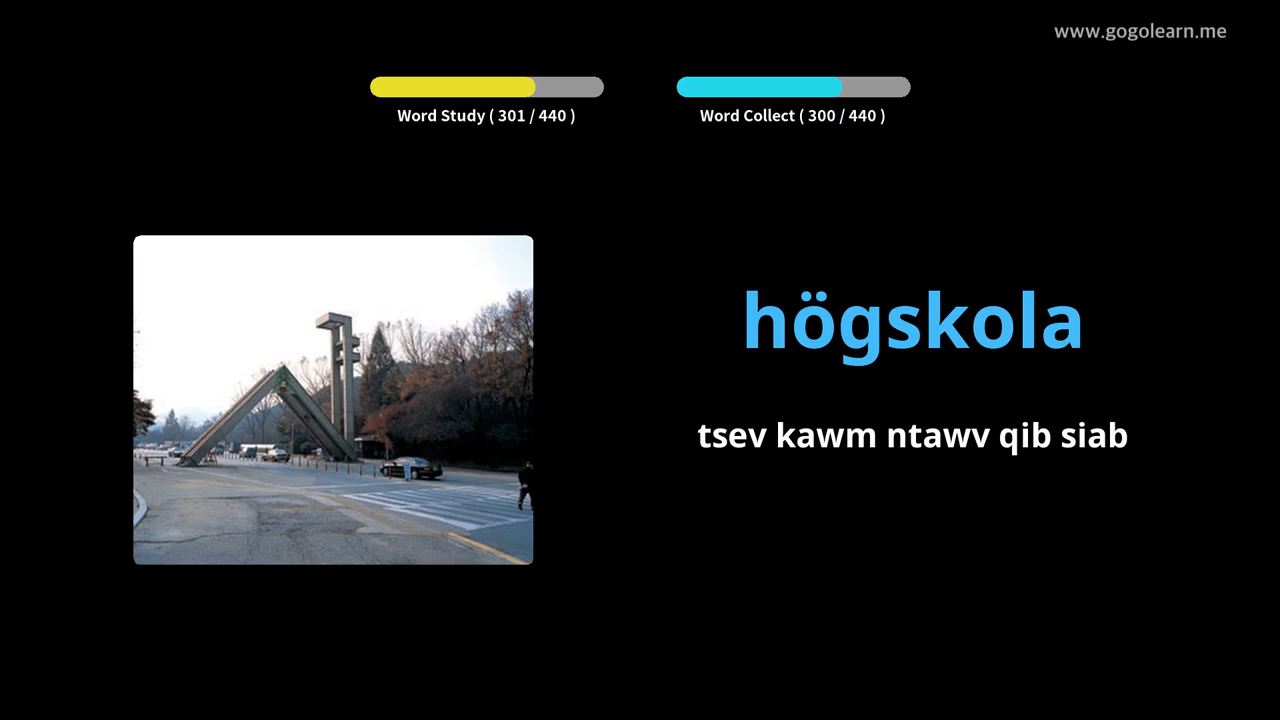 www.gogolearn.me
Word Study ( 301 / 440 )
Word Collect ( 300 / 440 )
högskola
tsev kawm ntawv qib siab